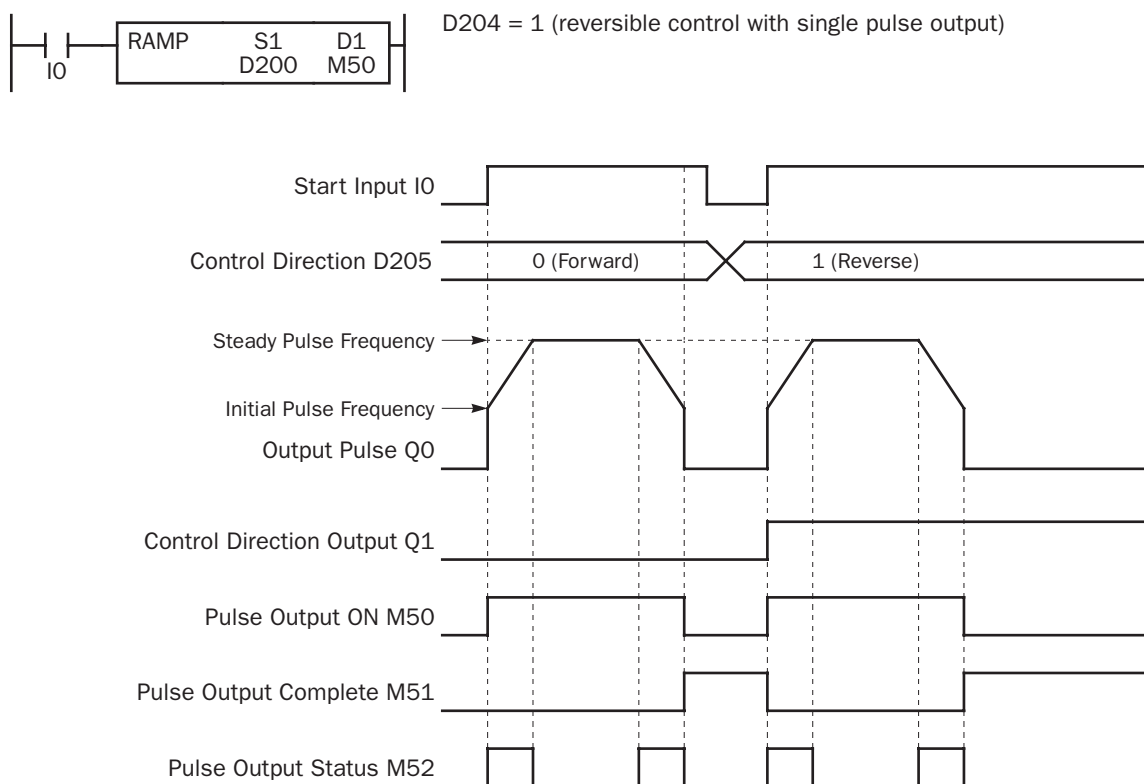 D204 = 1 (reversible control with single pulse output)
RAMP S1 D1
D200 M50
I0
Start Input I0
Control Direction D205
0 (Forward) 1 (Reverse)
Steady Pulse Frequency
Initial Pulse Frequency
Output Pulse Q0
Control Direction Output Q1
Pulse Output ON M50
Pulse Output Complete M51
Pulse Output Status M52